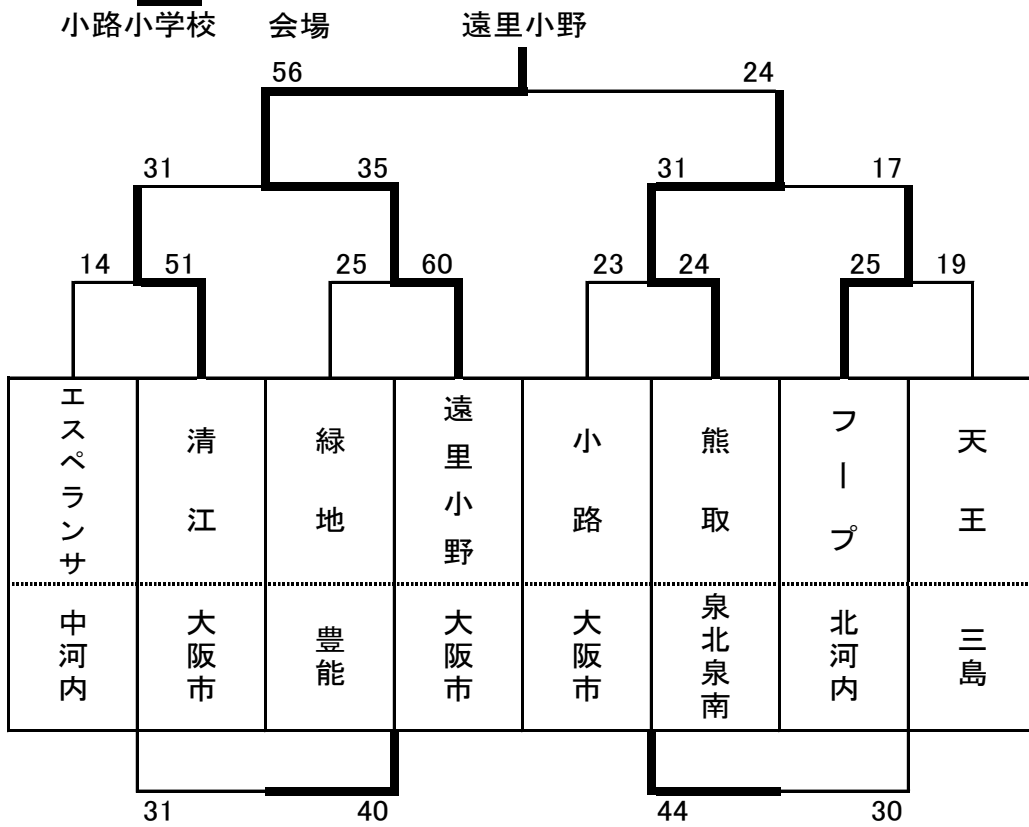 小路小学校 会場 遠里小野
56 24
31 35 31 17
14 51 25 60 23 24 25 19
エスペランサ 清江 緑地 遠里小野 小路 熊取 フープ 天王
中河内 大阪市 豊能 大阪市 大阪市 泉北泉南 北河内 三島
31 40 44 30